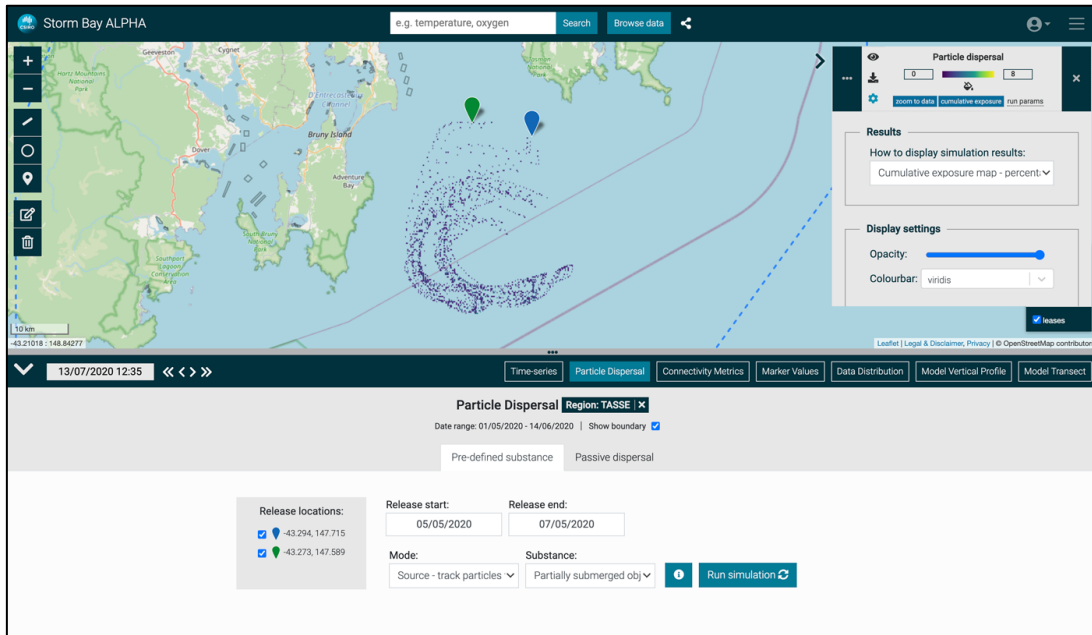 CSIRO
Storm Bay ALPHA
e.g. temperature, oxygen
Search
Browse data
Geeveston
Cygnet
Hartz Mountains
National
Park
D'Entrecasteaux
Channel
Bruny Island
Dover
Adventure
Bay
South Bruny
National
Park
Southport
Lagoon
Conservation
Area
Tasman
National
Park
10 km
-43.21018 : 148.84277
Particle dispersal
0
8
zoom to data
cumulative exposure
run params
Results
How to display simulation results:
Cumulative exposure map - percent
Display settings
Opacity:
Colourbar:
viridis
leases
Leaflet | Legal & Disclaimer, Privacy | © OpenStreetMap contributor
13/07/2020 12:35
Time-series
Particle Dispersal
Connectivity Metrics
Marker Values
Data Distribution
Model Vertical Profile
Model Transect
Particle Dispersal Region: TASSE | X
Date range: 01/05/2020 - 14/06/2020 | Show boundary
Pre-defined substance
Passive dispersal
Release locations:
-43.294, 147.715
-43.273, 147.589
Release start:
05/05/2020
Release end:
07/05/2020
Mode:
Source - track particles
Substance:
Partially submerged obj
Run simulation